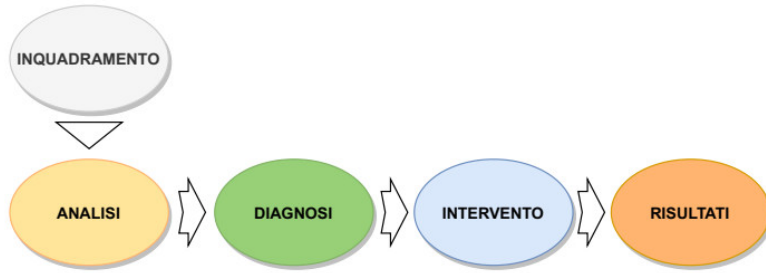 INQUADRAMENTO
ANALISI
DIAGNOSI
INTERVENTO
RISULTATI